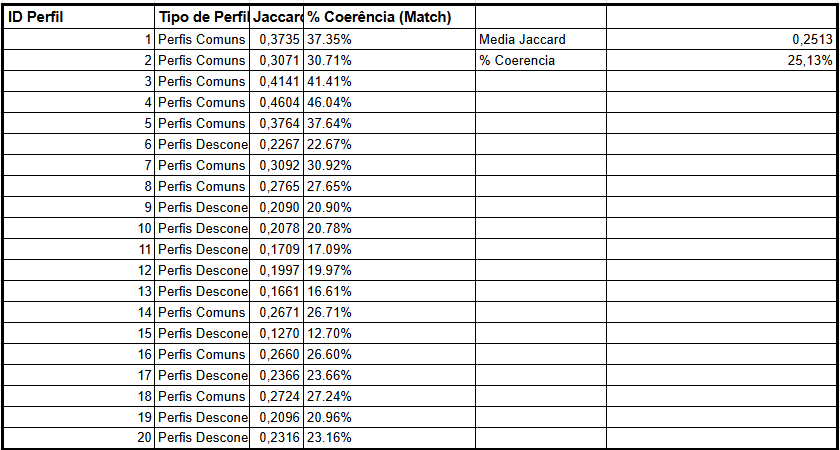 ID Perfil Tipo de Perfil Jaccard % Coerência (Match)
1 Perfis Comuns 0,3735 37.35% Media Jaccard 0,2513
2 Perfis Comuns 0,3071 30.71% % Coerencia 25,13%
3 Perfis Comuns 0,4141 41.41%
4 Perfis Comuns 0,4604 46.04%
5 Perfis Comuns 0,3764 37.64%
6 Perfis Descone 0,2267 22.67%
7 Perfis Comuns 0,3092 30.92%
8 Perfis Comuns 0,2765 27.65%
9 Perfis Descone 0,2090 20.90%
10 Perfis Descone 0,2078 20.78%
11 Perfis Descone 0,1709 17.09%
12 Perfis Descone 0,1997 19.97%
13 Perfis Descone 0,1661 16.61%
14 Perfis Comuns 0,2671 26.71%
15 Perfis Descone 0,1270 12.70%
16 Perfis Comuns 0,2660 26.60%
17 Perfis Descone 0,2366 23.66%
18 Perfis Comuns 0,2724 27.24%
19 Perfis Descone 0,2096 20.96%
20 Perfis Descone 0,2316 23.16%